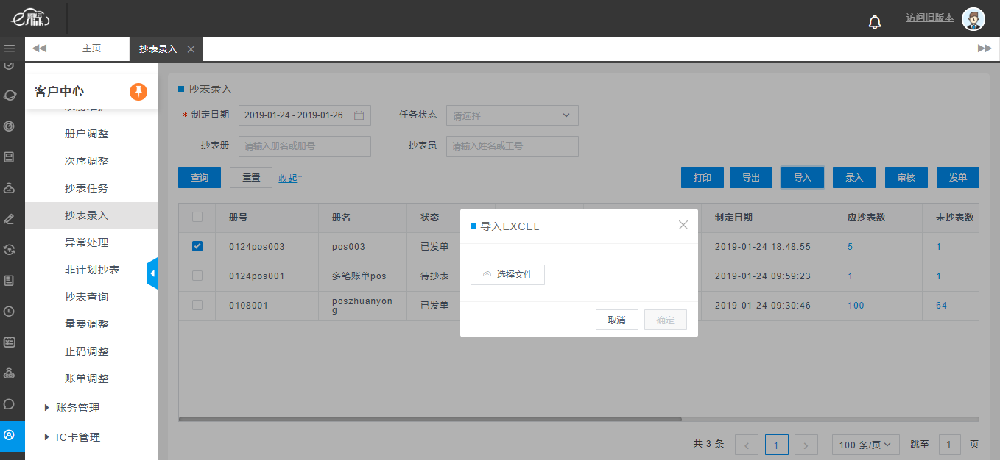 访问旧版本
主页
抄表录入
客户中心
册户调整
次序调整
抄表任务
抄表录入
异常处理
非计划抄表
抄表查询
量费调整
止码调整
账单调整
账务管理
IC卡管理
抄表录入
* 制定日期 2019-01-24 - 2019-01-26 任务状态 请选择
抄表册 请输入册名或册号 抄表员 请输入姓名或工号
查询 重置 收起↑ 打印 导出 导入 录入 审核 发单
册号 册名 状态 制定日期 应抄表数 未抄表数
0124pos003 pos003 已发单 2019-01-24 18:48:55 5 1
0124pos001 多笔账单pos 待抄表 2019-01-24 09:59:23 1 1
0108001 poszhuanyon
g 已发单 2019-01-24 09:30:46 100 64
导入EXCEL
选择文件
取消 确定
共 3 条 < 1 > 100 条/页 跳至 1 页